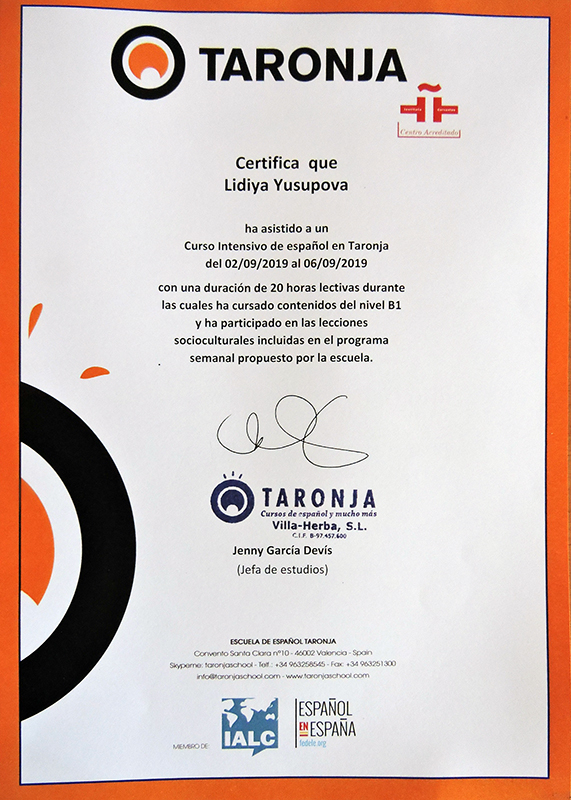 TARONJA
Instituto Cervantes
Centro Acreditado
Certifica que
Lidiya Yusupova
ha asistido a un
Curso Intensivo de español en Taronja
del 02/09/2019 al 06/09/2019
con una duración de 20 horas lectivas durante
las cuales ha cursado contenidos del nivel B1
y ha participado en las lecciones
socioculturales incluidas en el programa
semanal propuesto por la escuela.
TARONJA
Cursos de español y mucho más
Villa-Herba, S.L.
C.I.F. B-97.457.600
Jenny García Devís
(Jefa de estudios)
ESCUELA DE ESPAÑOL TARONJA
Convento Santa Clara nº10 - 46002 Valencia - Spain
Skypeme: taronjaschool - Telf.: +34 963258545 - Fax: +34 963251300
info@taronjaschool.com - www.taronjaschool.com
MIEMBRO DE:
IALC
ESPAÑOL
EN
ESPAÑA
fedele.org